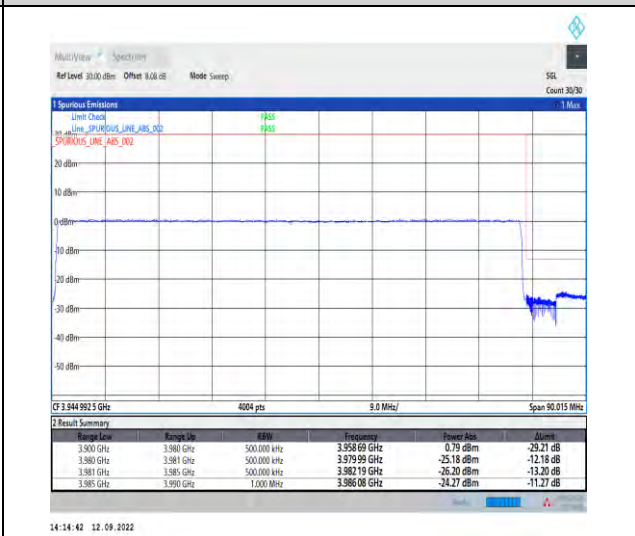 MultiView Spectrum
Ref Level 30.00 dBm Offset 8.08 dB Mode Sweep SGL
Count 30/30
1 Spurious Emissions 1 Max
Limit Check PASS
Line _SPURIOUS_LINE_ABS_002 PASS
_SPURIOUS_LINE_ABS_002
20 dBm
10 dBm
0 dBm
-10 dBm
-20 dBm
-30 dBm
-40 dBm
-50 dBm
CF 3.944 992 5 GHz 4004 pts 9.0 MHz/ Span 90.015 MHz
2 Result Summary
Range Low Range Up RBW Frequency Power Abs ΔLimit
3.900 GHz 3.980 GHz 500.000 kHz 3.958 69 GHz 0.79 dBm -29.21 dB
3.980 GHz 3.981 GHz 500.000 kHz 3.979 99 GHz -25.18 dBm -12.18 dB
3.981 GHz 3.985 GHz 500.000 kHz 3.982 19 GHz -26.20 dBm -13.20 dB
3.985 GHz 3.990 GHz 1.000 MHz 3.986 08 GHz -24.27 dBm -11.27 dB
14:14:42 12.09.2022